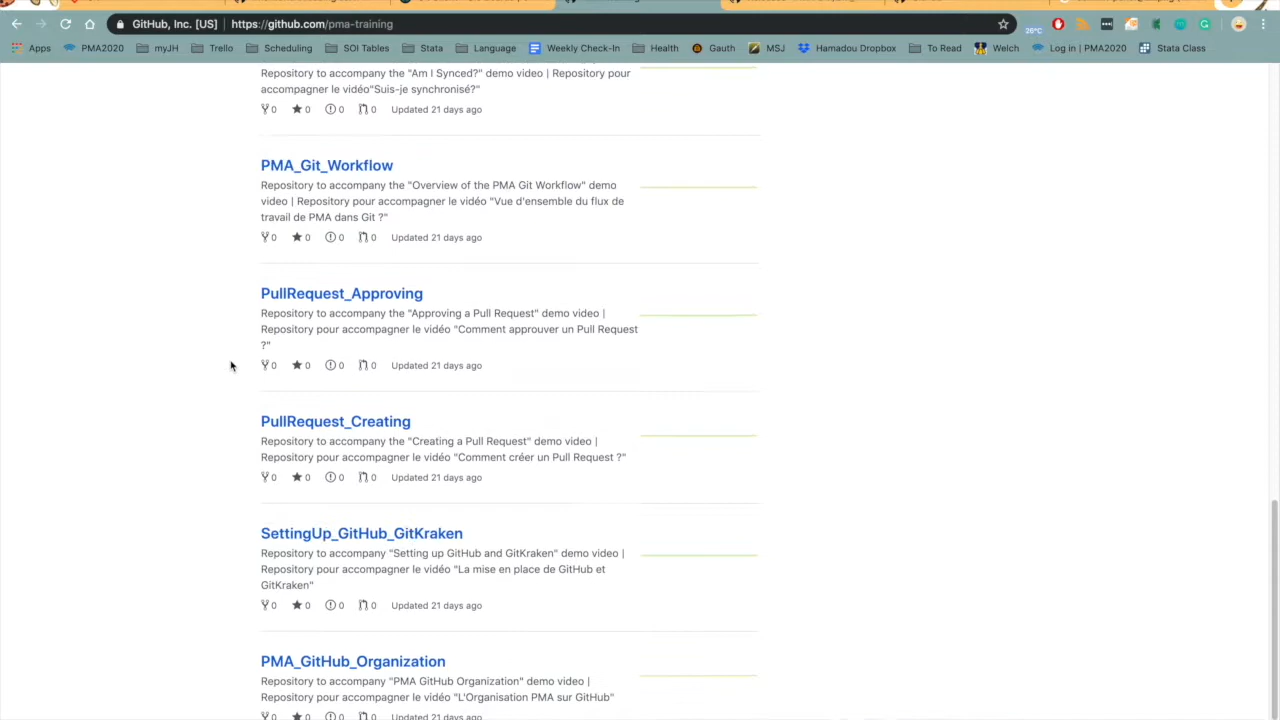 GitHub, Inc. [US] https://github.com/pma-training
26°C
Apps PMA2020 myJH Trello Scheduling SOI Tables Stata Language Weekly Check-In Health Gauth MSJ Hamadou Dropbox To Read Welch Log in | PMA2020 Stata Class
Repository to accompany the "Am I Synced?" demo video | Repository pour
accompagner le vidéo"Suis-je synchronisé?"
0 0 0 0 Updated 21 days ago
PMA_Git_Workflow
Repository to accompany the "Overview of the PMA Git Workflow" demo
video | Repository pour accompagner le vidéo "Vue d'ensemble du flux de
travail de PMA dans Git ?"
0 0 0 0 Updated 21 days ago
PullRequest_Approving
Repository to accompany the "Approving a Pull Request" demo video |
Repository pour accompagner le vidéo "Comment approuver un Pull Request
?"
0 0 0 0 Updated 21 days ago
PullRequest_Creating
Repository to accompany the "Creating a Pull Request" demo video |
Repository pour accompagner le vidéo "Comment créer un Pull Request ?"
0 0 0 0 Updated 21 days ago
SettingUp_GitHub_GitKraken
Repository to accompany "Setting up GitHub and GitKraken" demo video |
Repository pour accompagner le vidéo "La mise en place de GitHub et
GitKraken"
0 0 0 0 Updated 21 days ago
PMA_GitHub_Organization
Repository to accompany "PMA GitHub Organization" demo video |
Repository pour accompagner le vidéo "L'Organisation PMA sur GitHub"
0 0 0 0 Updated 21 days ago